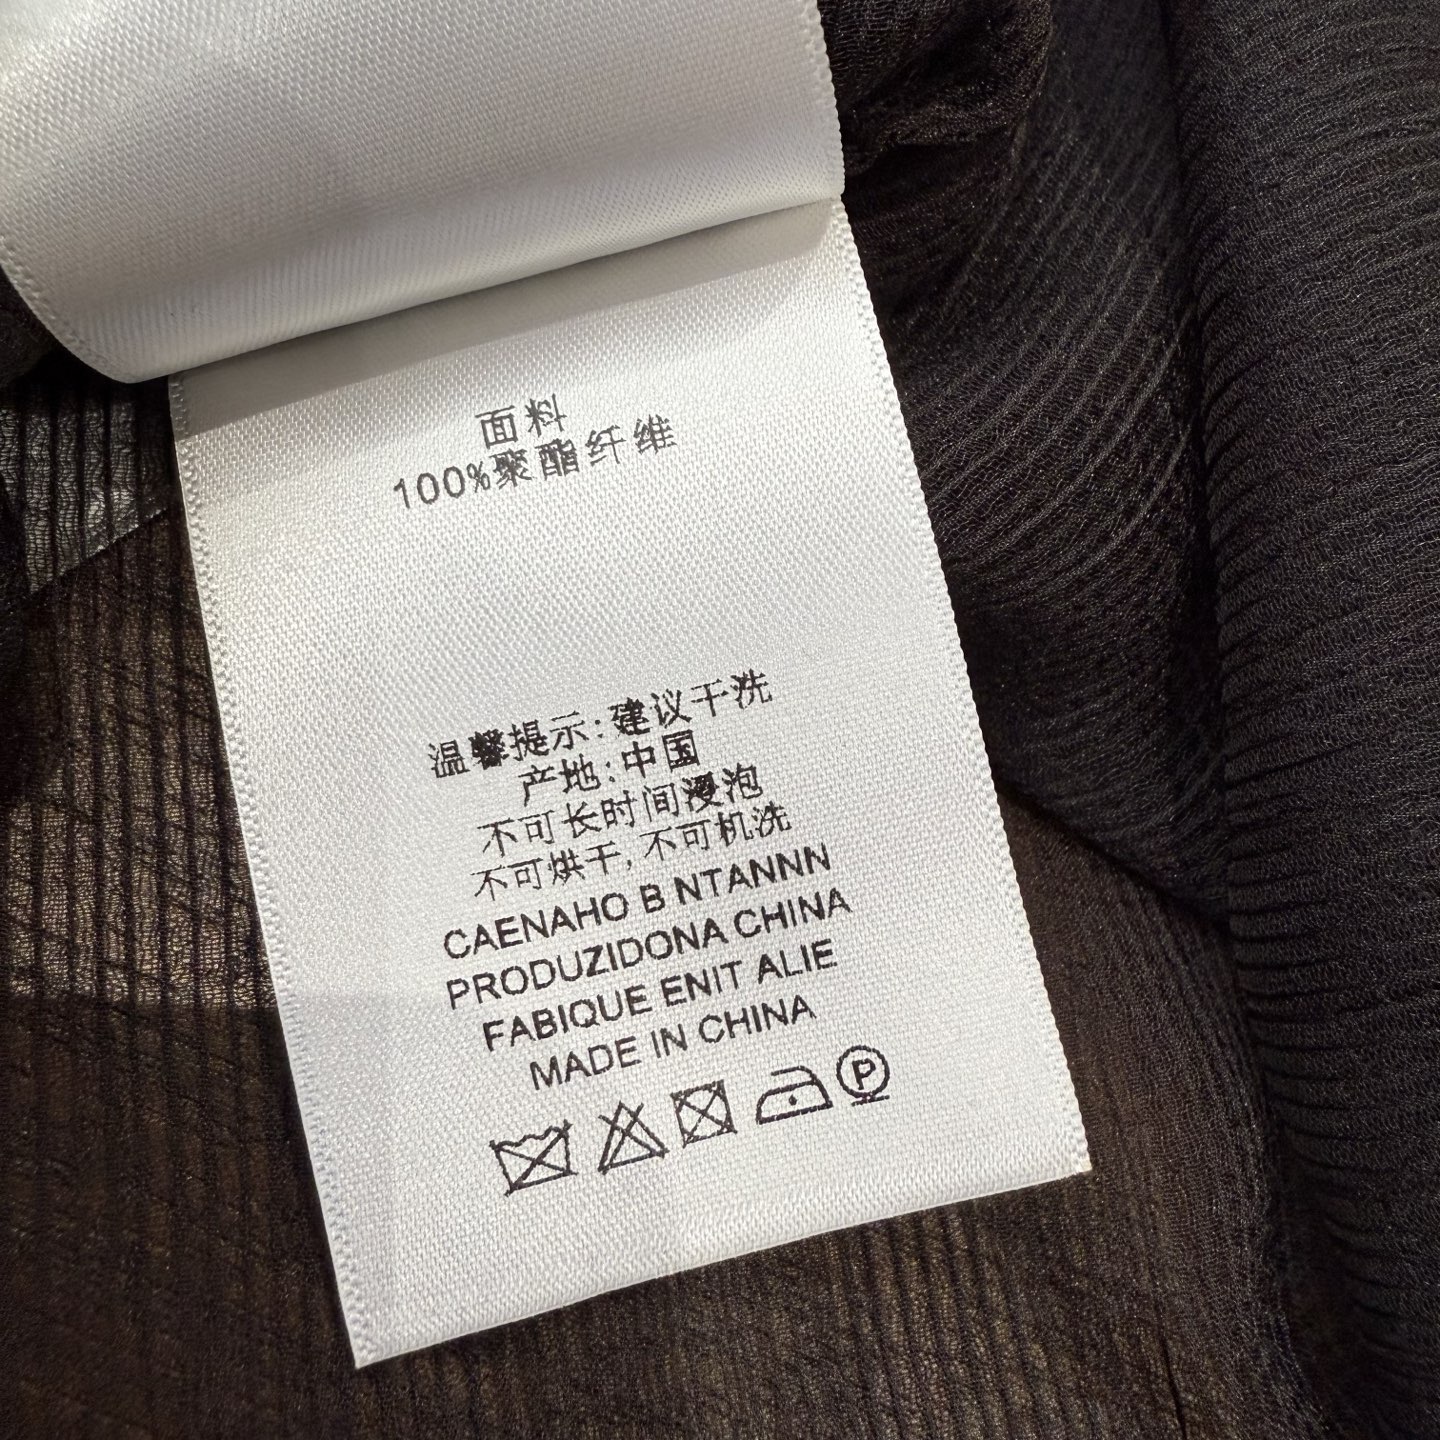 面料
100%聚酯纤维
温馨提示:建议干洗
产地:中国
不可长时间浸泡
不可烘干,不可机洗
CAENAHO B NTANNN
PRODUZIDONA CHINA
FABIQUE ENIT ALIE
MADE IN CHINA
P